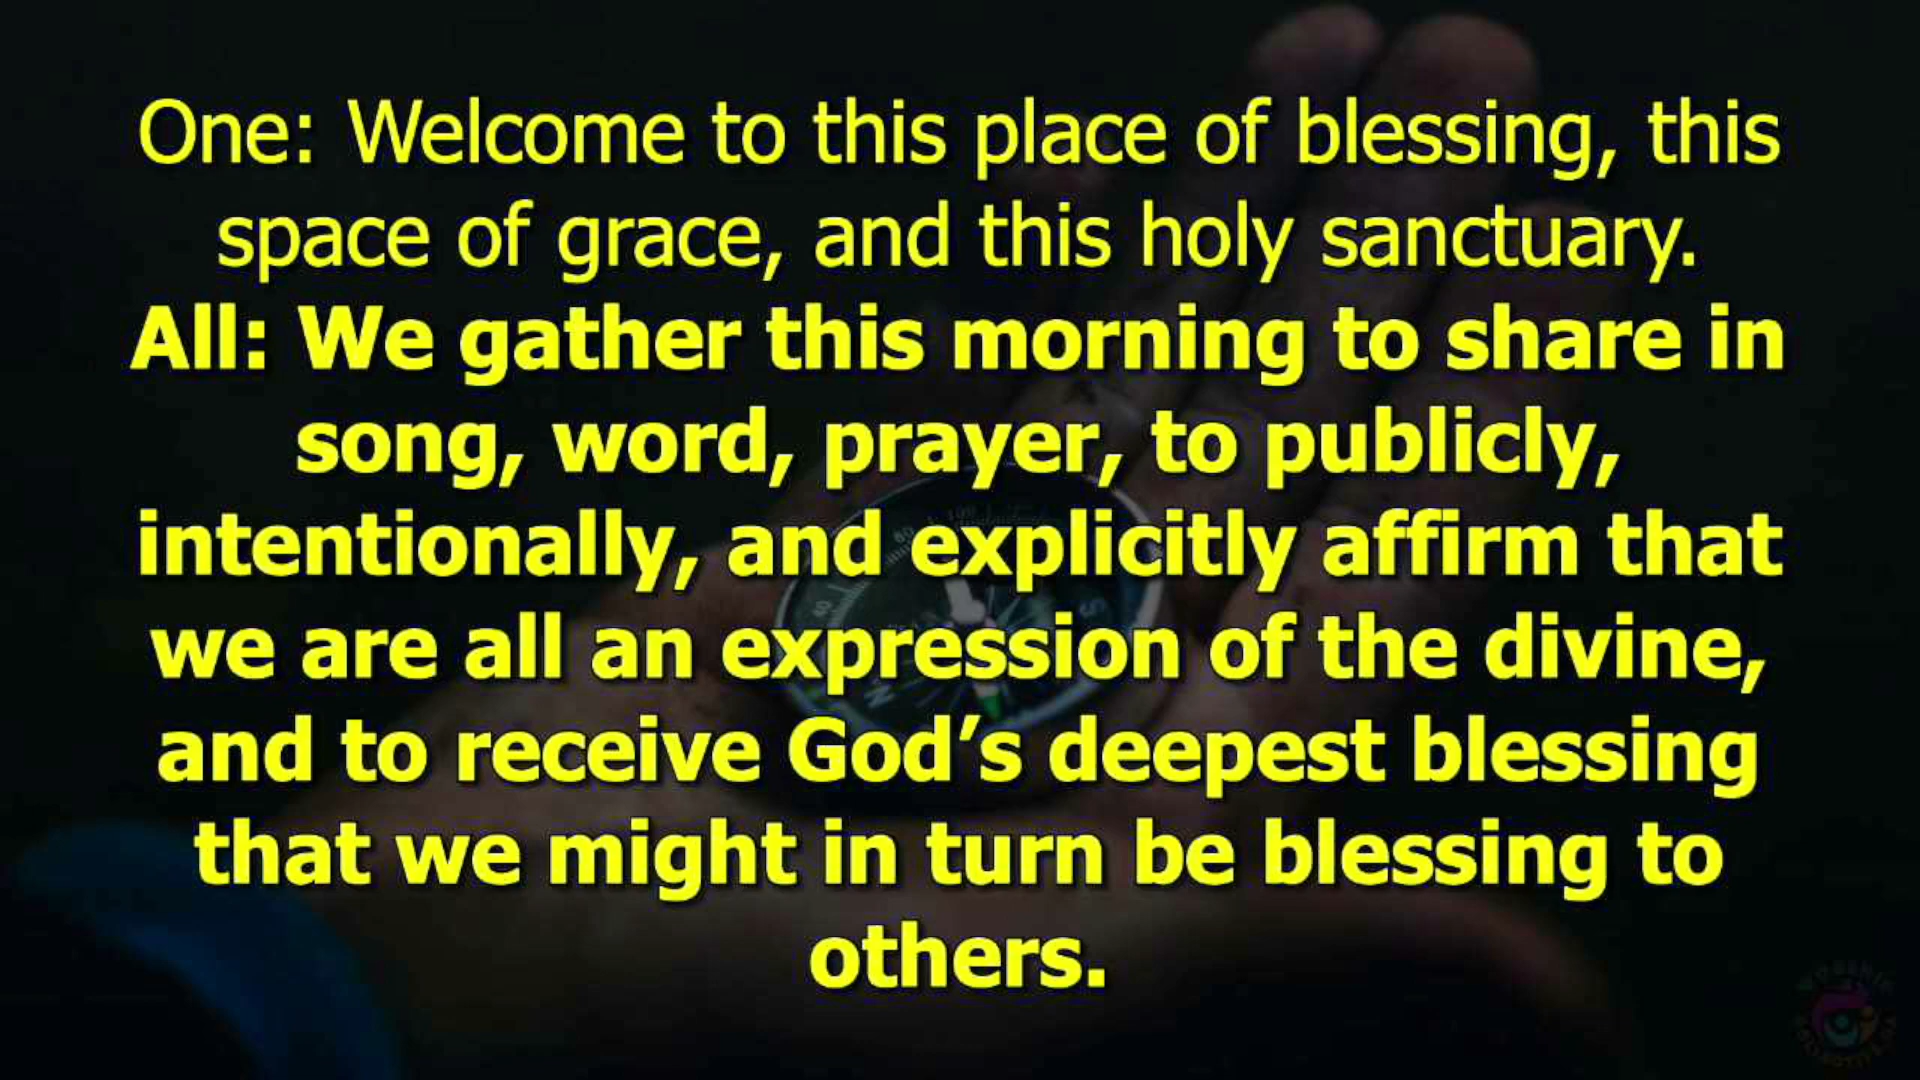 One: Welcome to this place of blessing, this
space of grace, and this holy sanctuary.
All: We gather this morning to share in
song, word, prayer, to publicly,
intentionally, and explicitly affirm that
we are all an expression of the divine,
and to receive God’s deepest blessing
that we might in turn be blessing to
others.